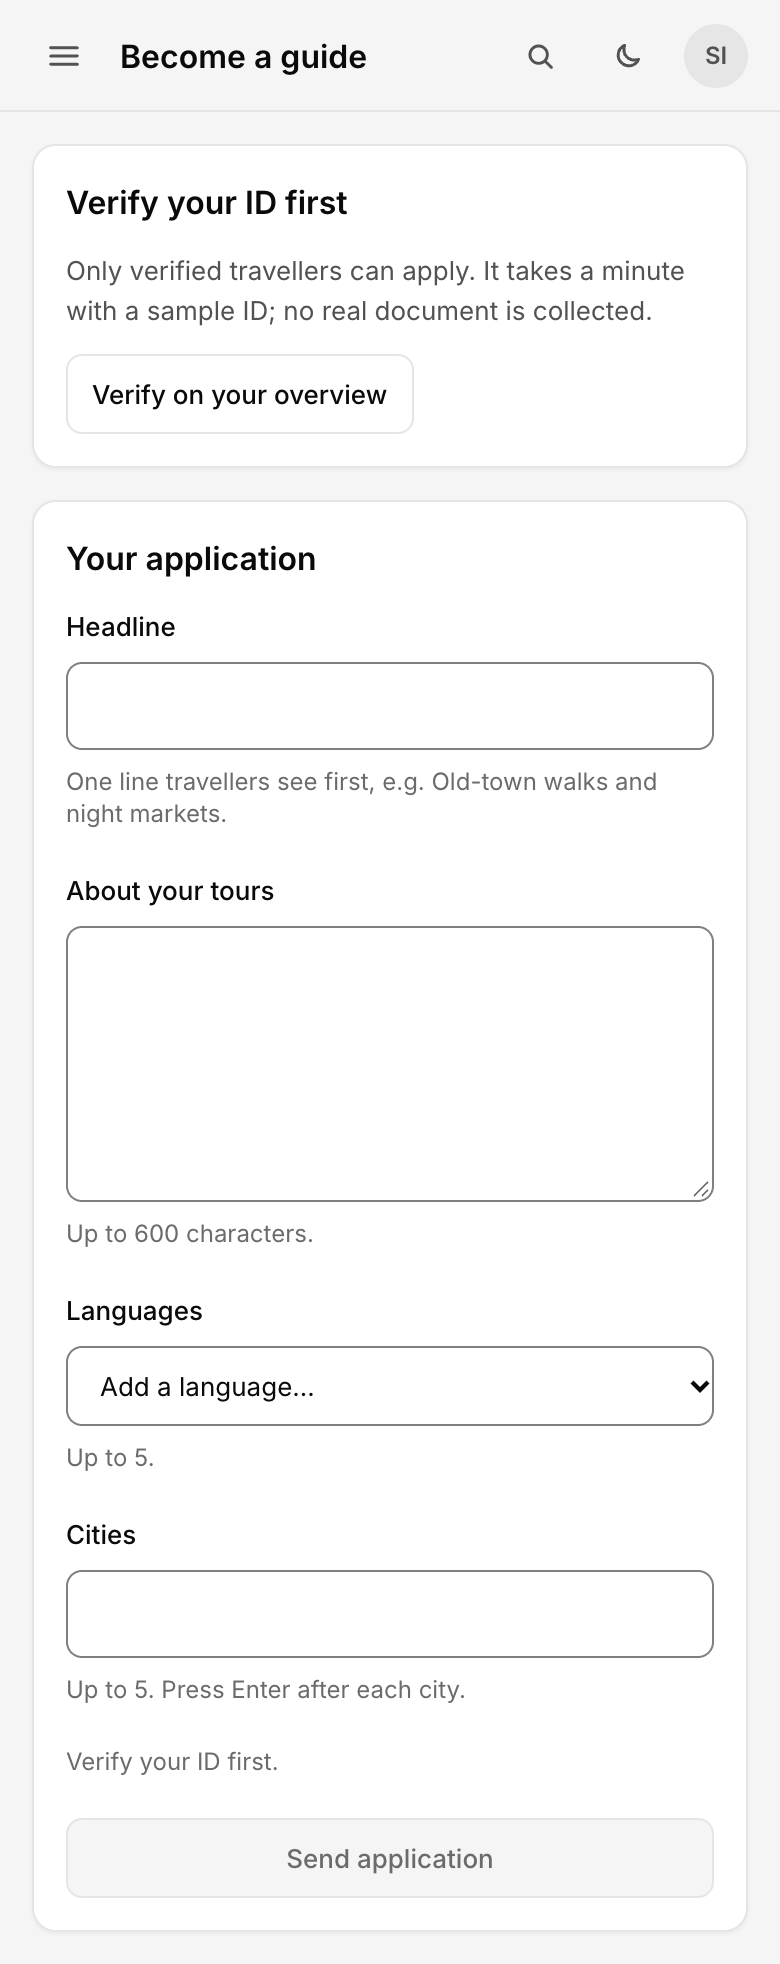 Become a guide
SI
Verify your ID first
Only verified travellers can apply. It takes a minute
with a sample ID; no real document is collected.
Verify on your overview
Your application
Headline
One line travellers see first, e.g. Old-town walks and
night markets.
About your tours
Up to 600 characters.
Languages
Add a language...
Up to 5.
Cities
Up to 5. Press Enter after each city.
Verify your ID first.
Send application